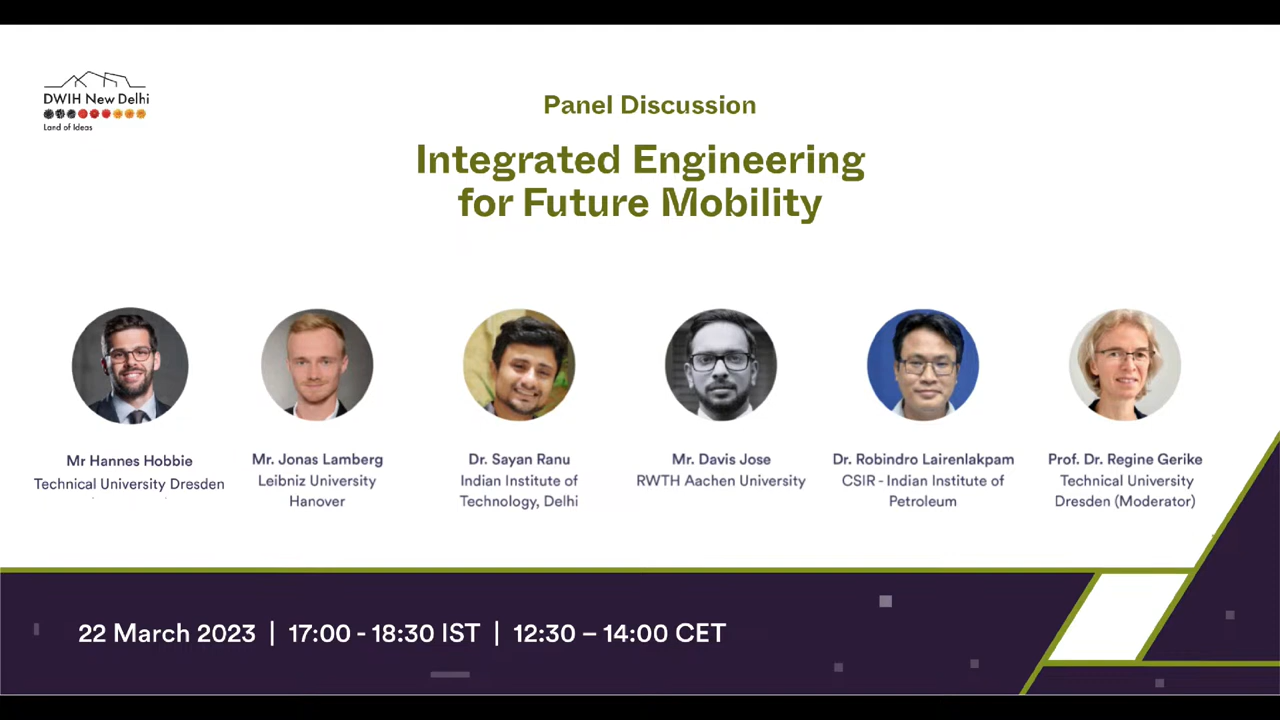 DWIH New Delhi
Land of Ideas
Panel Discussion
Integrated Engineering
for Future Mobility
Mr Hannes Hobbie
Technical University Dresden
Mr. Jonas Lamberg
Leibniz University
Hanover
Dr. Sayan Ranu
Indian Institute of
Technology, Delhi
Mr. Davis Jose
RWTH Aachen University
Dr. Robindro Lairenlakpam
CSIR - Indian Institute of
Petroleum
Prof. Dr. Regine Gerike
Technical University
Dresden (Moderator)
22 March 2023 | 17:00 - 18:30 IST | 12:30 – 14:00 CET